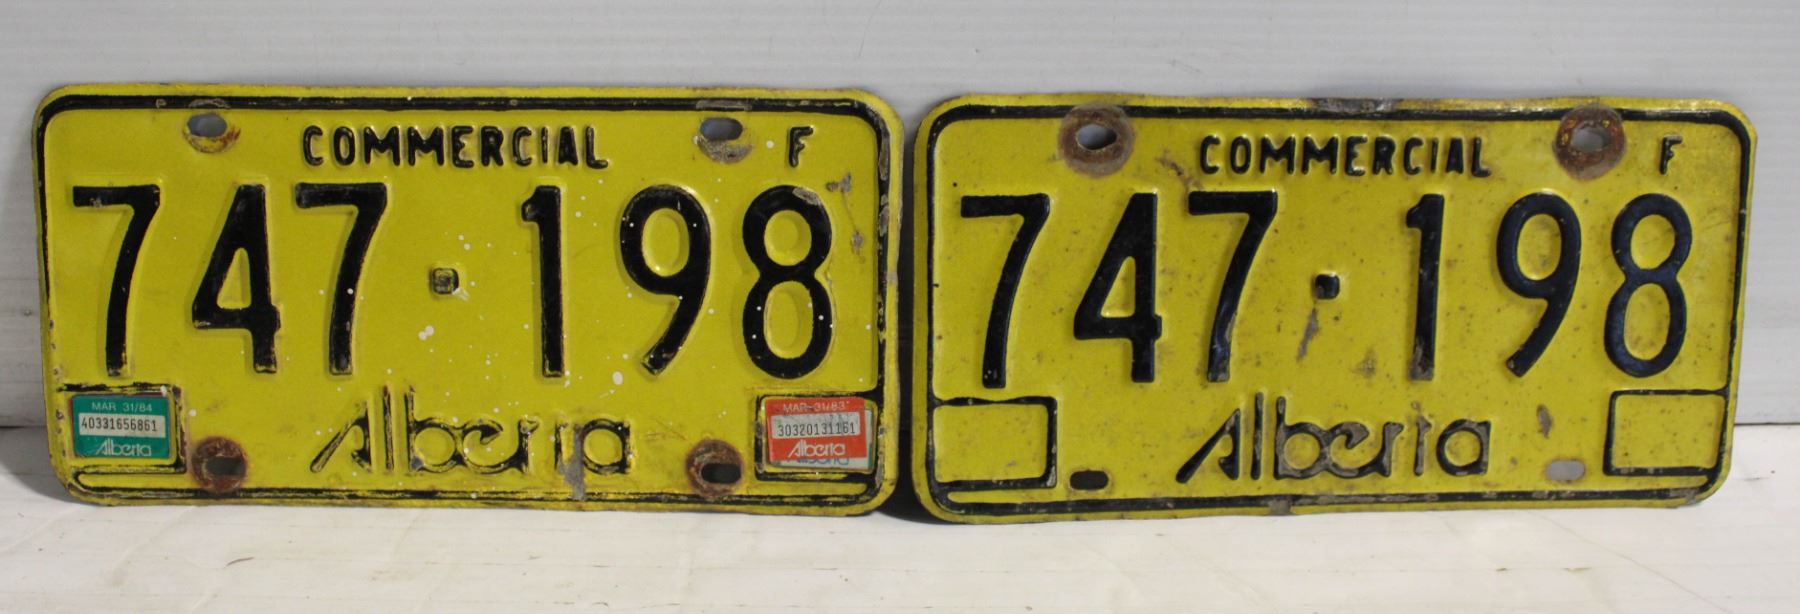 COMMERCIAL F
747·198
MAR 31/84
40331656861
Alberta
Alberta
MAR 31/83
30320131161
Alberta
COMMERCIAL F
747·198
Alberta